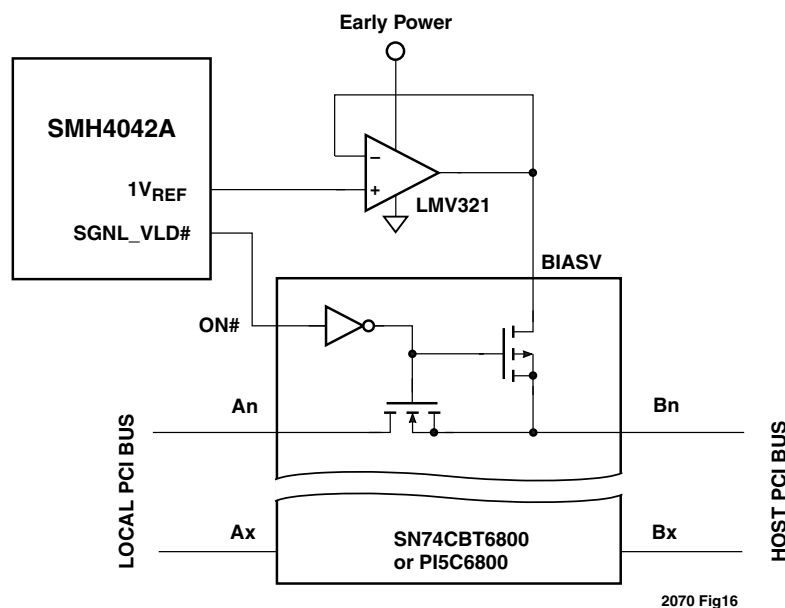 Early Power
SMH4042A
1VREF
SGNL_VLD#
−
+
LMV321
BIASV
ON#
An
Bn
LOCAL PCI BUS
HOST PCI BUS
Ax
Bx
SN74CBT6800
or PI5C6800
2070 Fig16